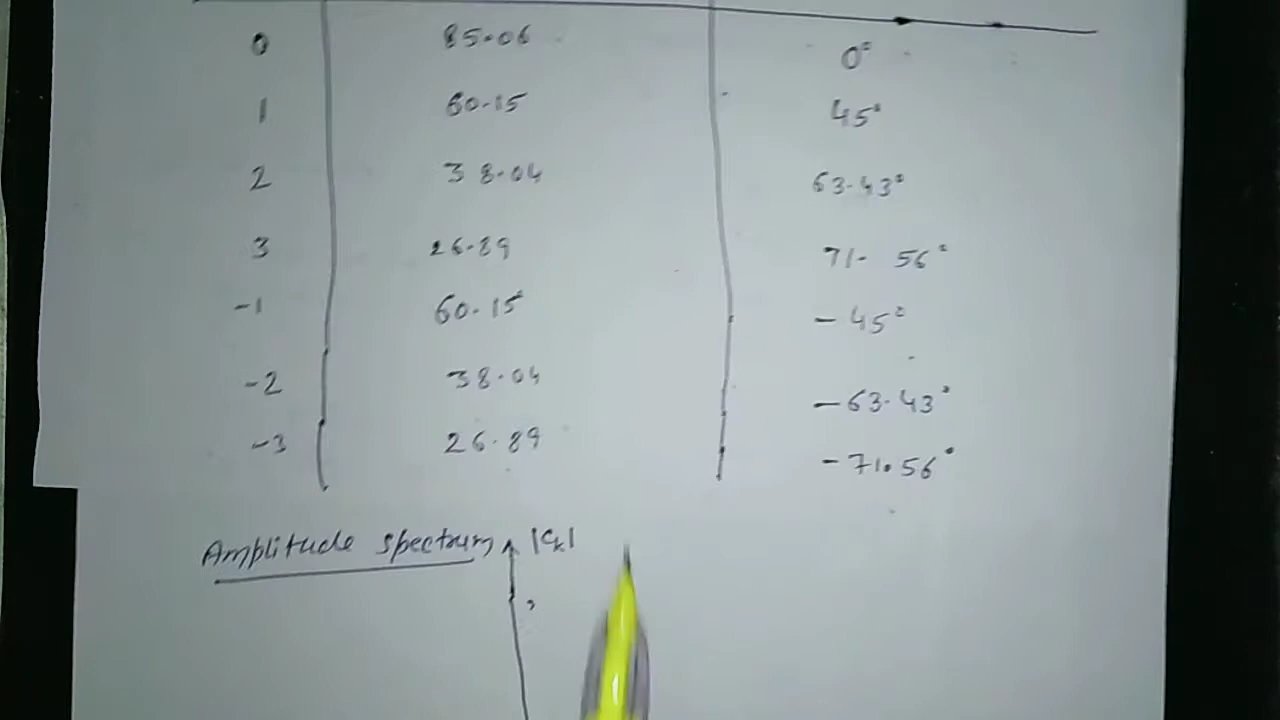 0 85.06 0°
1 60.15 45°
2 38.04 63.43°
3 26.89 71.56°
-1 60.15 -45°
-2 38.04 -63.43°
-3 26.89 -71.56°
Amplitude spectrum |Ck|